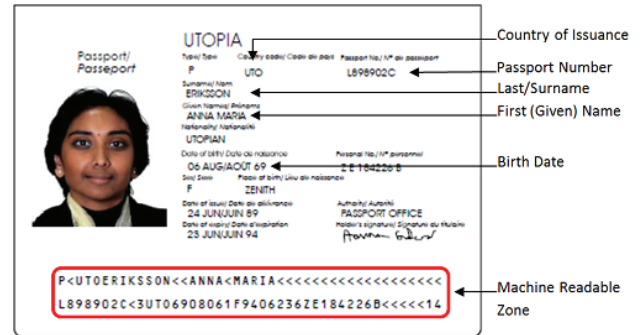 UTOPIA
Country of Issuance
Passport/
Passeport
Type/ Type Country code/ Code du pays Passport No./ N° du passeport
P UTO L898902C
Passport Number
Surname/ Nom
ERIKSSON
Last/Surname
Given Names/ Prénoms
ANNA MARIA
First (Given) Name
Nationality/ Nationalité
UTOPIAN
Date of birth/ Date de naissance Personal No./ N° personnel
06 AUG/AOÛT 69 Z E 184226 B
Birth Date
Sex/ Sexe Place of birth/ Lieu de naissance
F ZENITH
Date of issue/ Date de délivrance Authority/ Autorité
24 JUN/JUIN 89 PASSPORT OFFICE
Date of expiry/ Date d'expiration Holder's signature/ Signature du titulaire
23 JUN/JUIN 94
P<UTOERIKSSON<<ANNA<MARIA<<<<<<<<<<<<<<<<<<<
L898902C<3UTO6908061F9406236ZE184226B<<<<<14
Machine Readable
Zone